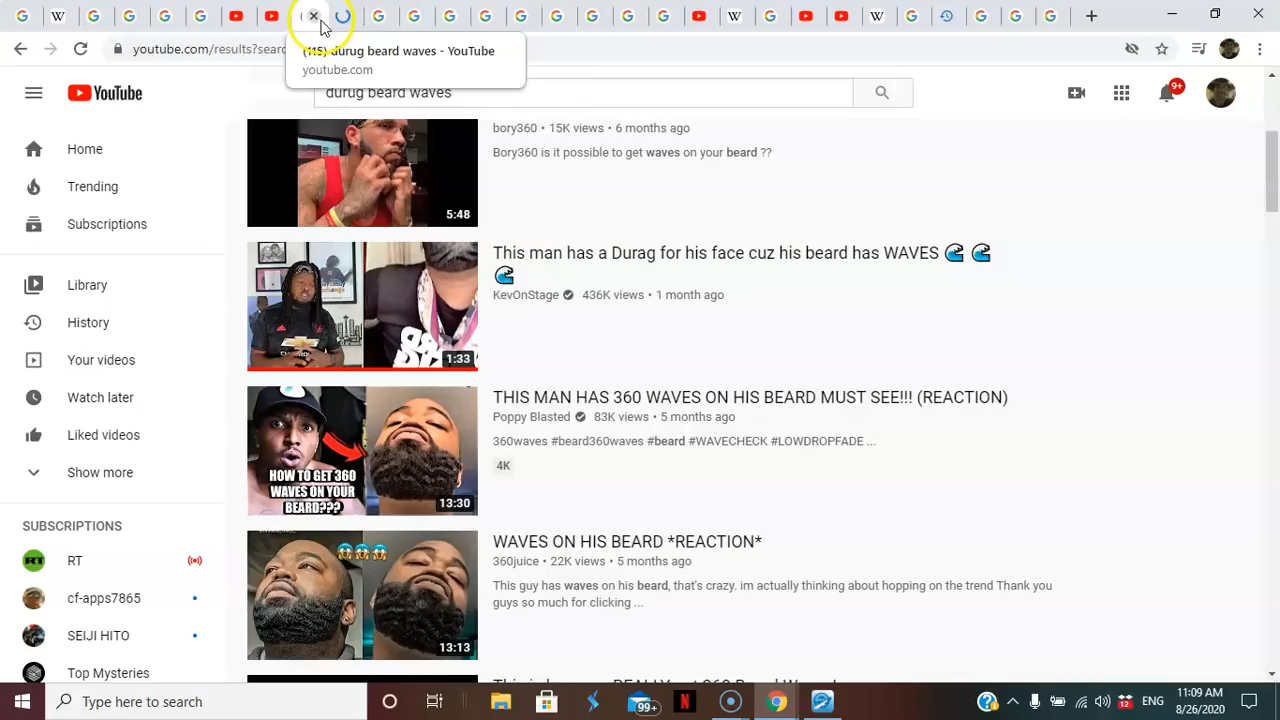 (115) durug beard waves - YouTube
youtube.com
youtube.com/results?sear
YouTube
durug beard waves
9+
Home
Trending
Subscriptions
Library
History
Your videos
Watch later
Liked videos
Show more
SUBSCRIPTIONS
RT
cf-apps7865
SEIJI HITO
Top Mysteries
bory360 • 15K views • 6 months ago
Bory360 is it possible to get waves on your beard ??
5:48
This man has a Durag for his face cuz his beard has WAVES 🌊 🌊
🌊
KevOnStage 436K views • 1 month ago
1:33
THIS MAN HAS 360 WAVES ON HIS BEARD MUST SEE!!! (REACTION)
Poppy Blasted 83K views • 5 months ago
360waves #beard360waves #beard #WAVECHECK #LOWDROPFADE ...
4K
HOW TO GET 360
WAVES ON YOUR
BEARD???
13:30
WAVES ON HIS BEARD *REACTION*
360juice • 22K views • 5 months ago
This guy has waves on his beard, that's crazy. im actually thinking about hopping on the trend Thank you
guys so much for clicking ...
13:13
Type here to search
99+
12
ENG
11:09 AM
8/26/2020